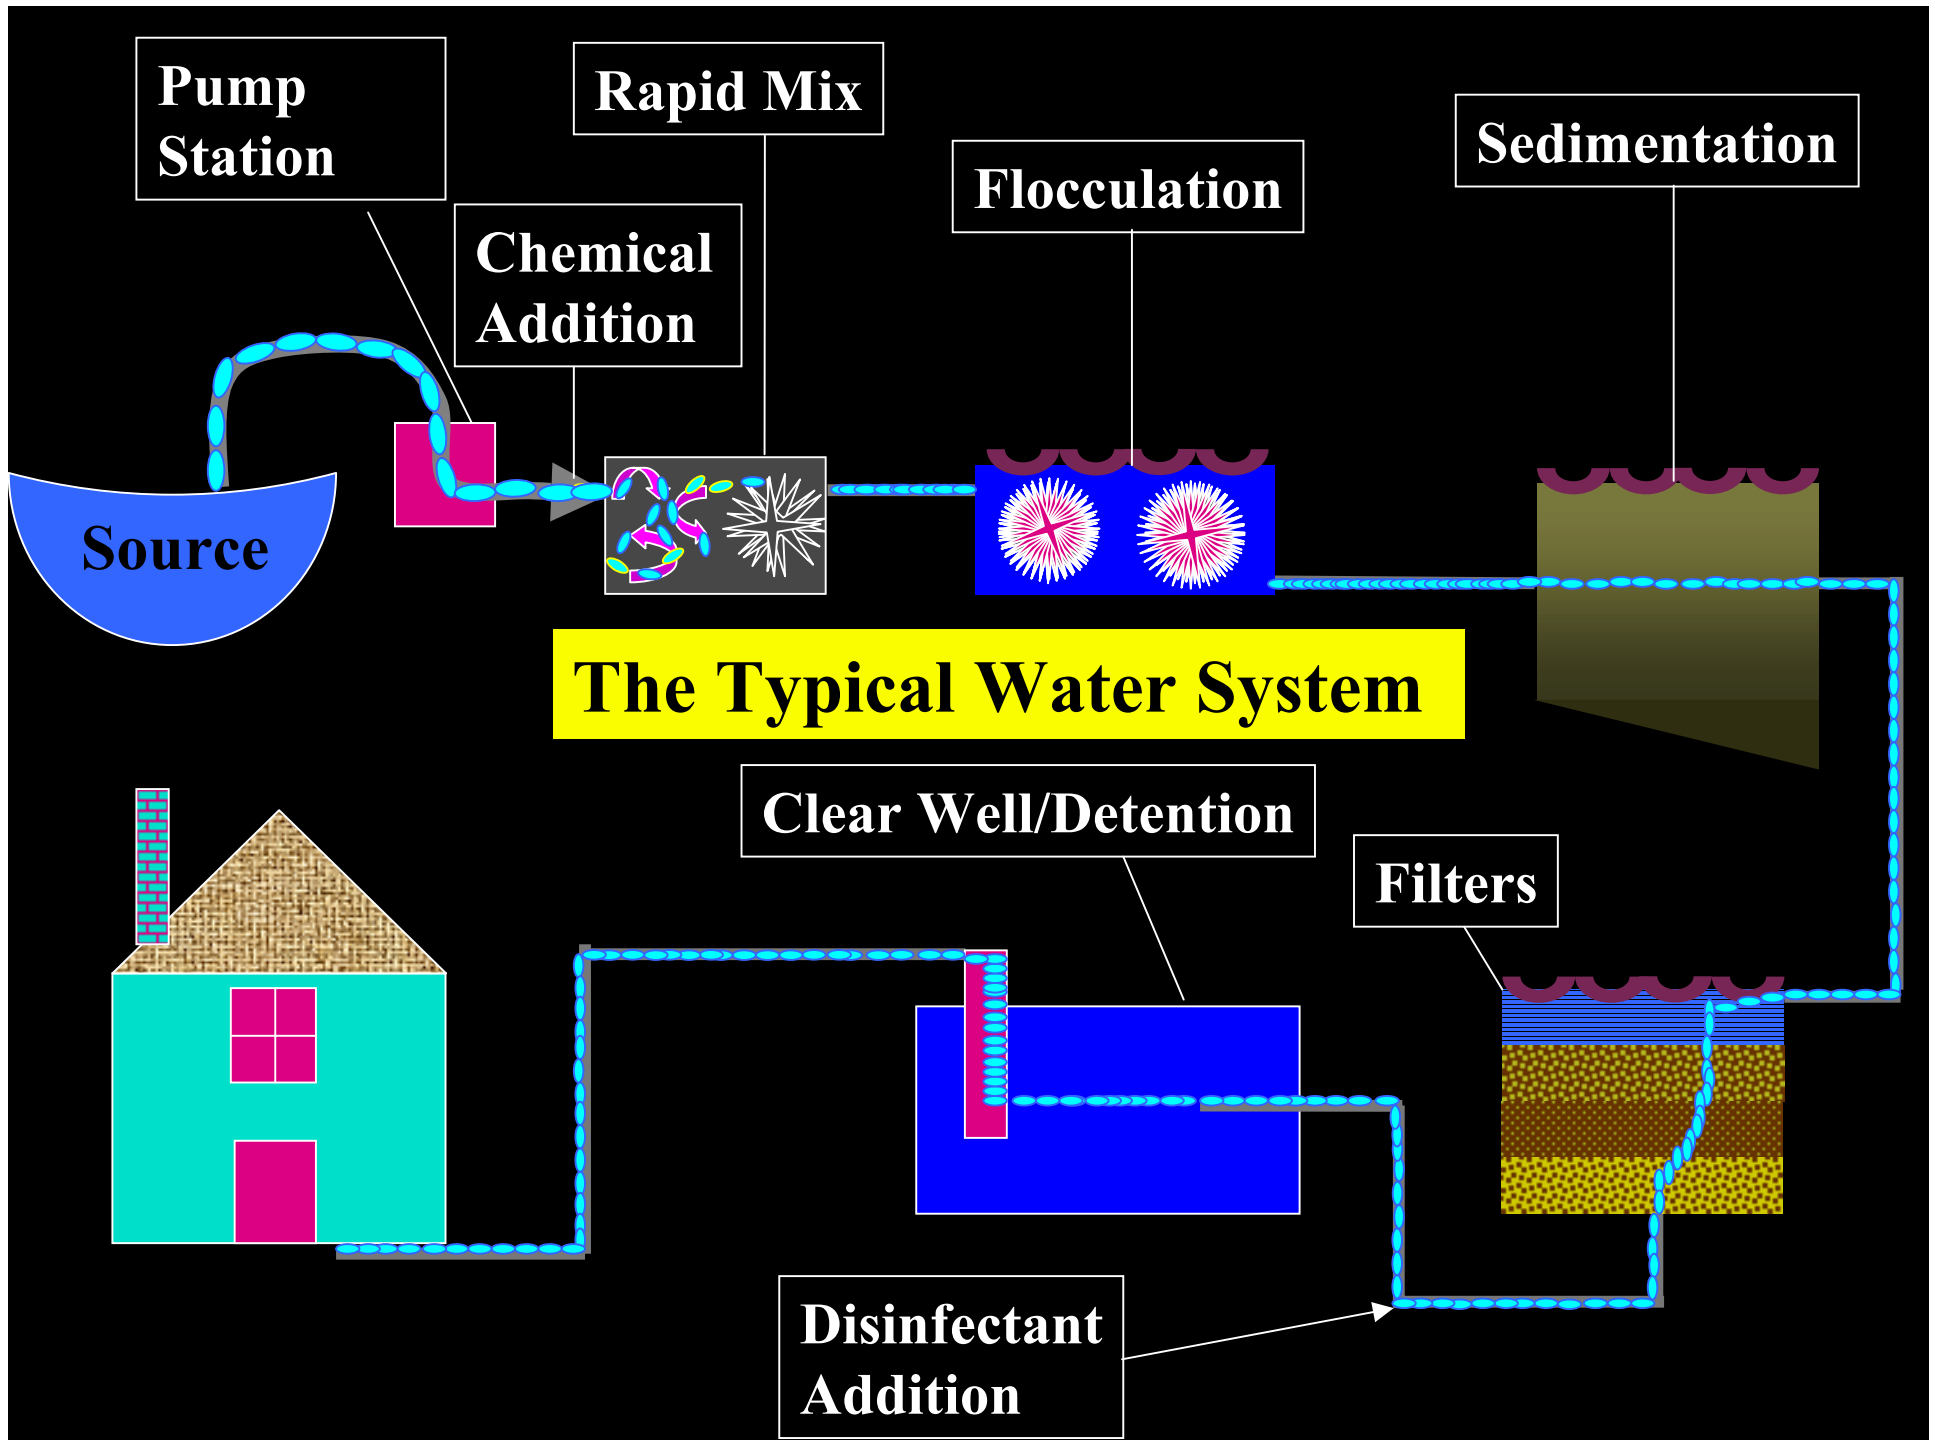 Pump
Station
Rapid Mix
Chemical
Addition
Flocculation
Sedimentation
Source
The Typical Water System
Clear Well/Detention
Filters
Disinfectant
Addition